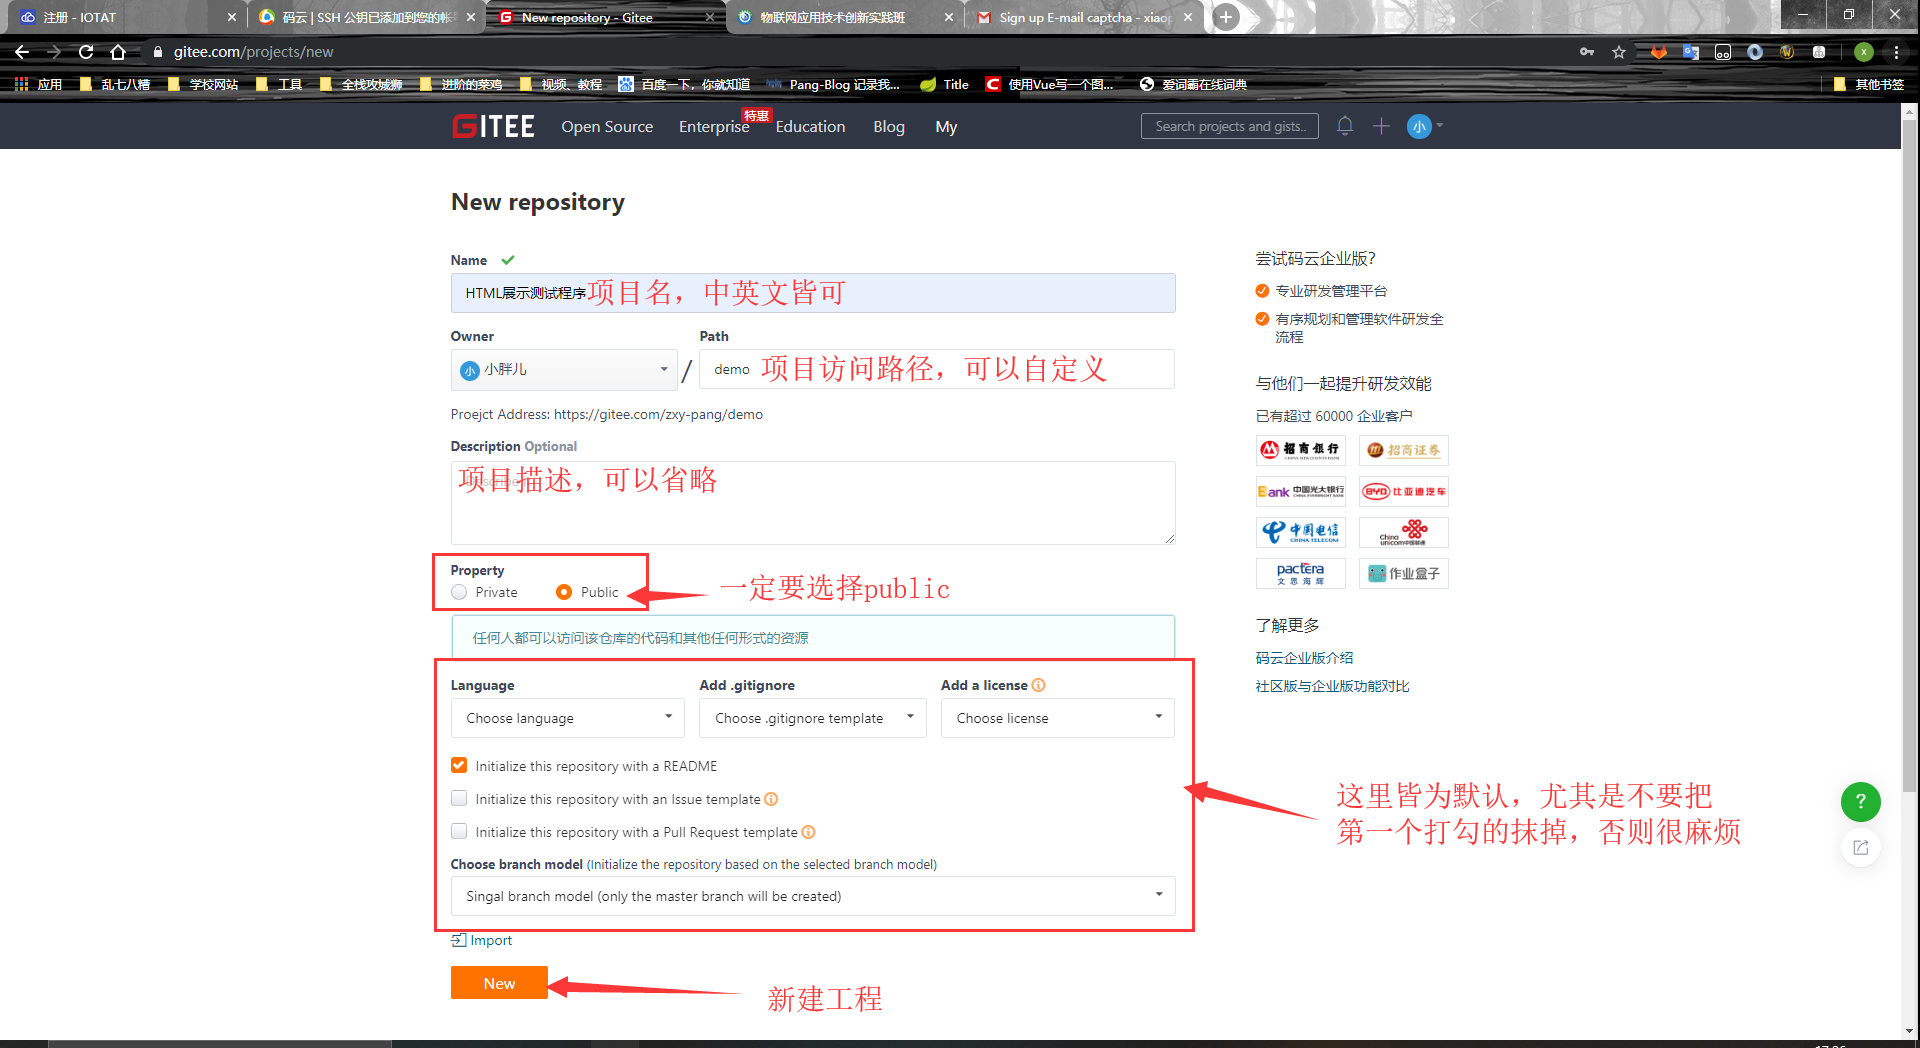 注册 - IOTAT
码云 | SSH 公钥已添加到您的帐
New repository - Gitee
物联网应用技术创新实践班
Sign up E-mail captcha - xiaop
gitee.com/projects/new
应用
乱七八糟
学校网站
工具
全栈攻城狮
进阶的菜鸡
视频、教程
百度一下，你就知道
Pang-Blog 记录我...
Title
使用Vue写一个图...
爱词霸在线词典
其他书签
GITEE
Open Source
Enterprise
特惠
Education
Blog
My
Search projects and gists..
小
New repository
Name
HTML展示测试程序
项目名，中英文皆可
Owner
Path
小 小胖儿
/
demo
项目访问路径，可以自定义
Proejct Address: https://gitee.com/zxy-pang/demo
Description Optional
项目描述，可以省略
Property
Private
Public
一定要选择public
任何人都可以访问该仓库的代码和其他任何形式的资源
Language
Add .gitignore
Add a license
Choose language
Choose .gitignore template
Choose license
Initialize this repository with a README
Initialize this repository with an Issue template
Initialize this repository with a Pull Request template
这里皆为默认，尤其是不要把
第一个打勾的抹掉，否则很麻烦
Choose branch model (Initialize the repository based on the selected branch model)
Singal branch model (only the master branch will be created)
Import
New
新建工程
尝试码云企业版？
专业研发管理平台
有序规划和管理软件研发全
流程
与他们一起提升研发效能
已有超过 60000 企业客户
招商银行
CHINA MERCHANTS BANK
招商证券
Bank 中国光大银行
CHINA EVERBRIGHT BANK
BYD 比亚迪汽车
中国电信
CHINA TELECOM
China
unicom中国联通
pactera
文思海辉
作业盒子
了解更多
码云企业版介绍
社区版与企业版功能对比
?